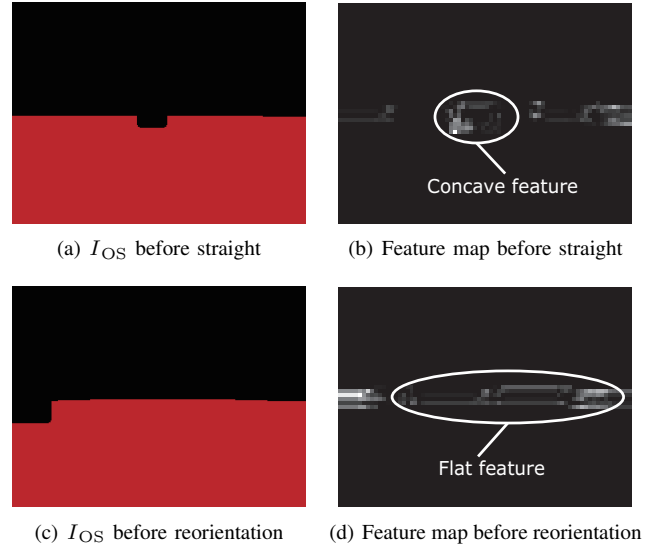 Concave feature
(a) I_OS before straight
(b) Feature map before straight
Flat feature
(c) I_OS before reorientation
(d) Feature map before reorientation